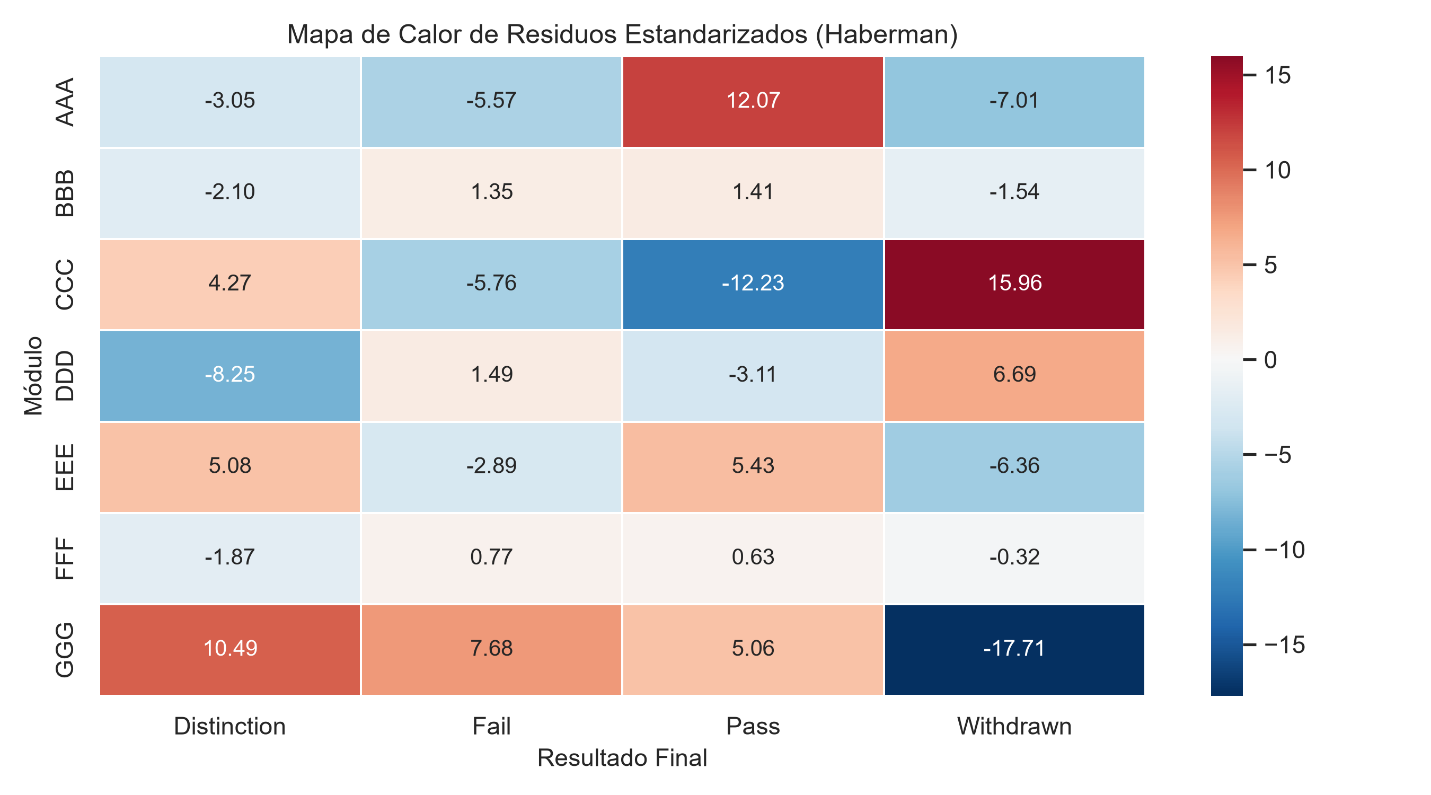 Mapa de Calor de Residuos Estandarizados (Haberman)
AAA -3.05 -5.57 12.07 -7.01
BBB -2.10 1.35 1.41 -1.54
CCC 4.27 -5.76 -12.23 15.96
DDD -8.25 1.49 -3.11 6.69
EEE 5.08 -2.89 5.43 -6.36
FFF -1.87 0.77 0.63 -0.32
GGG 10.49 7.68 5.06 -17.71
Módulo
Distinction Fail Pass Withdrawn
Resultado Final
15
10
5
0
−5
−10
−15